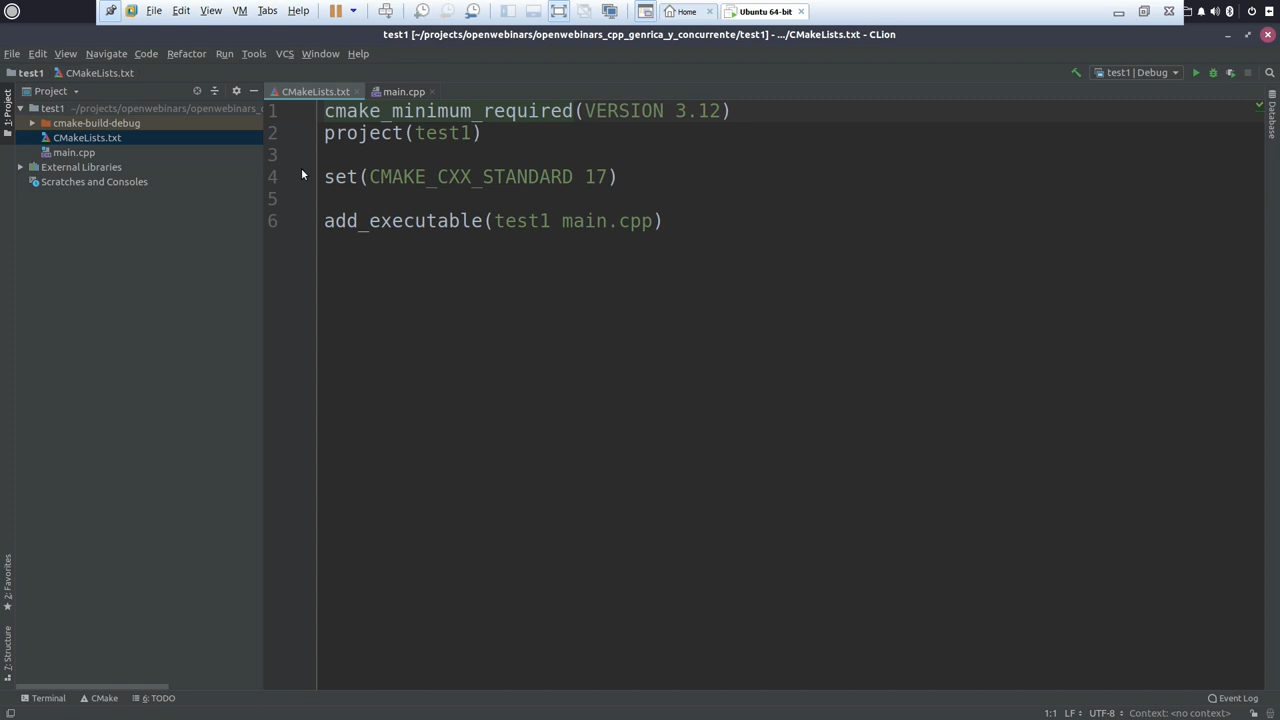 File Edit View VM Tabs Help Home Ubuntu 64-bit
test1 [~/projects/openwebinars/openwebinars_cpp_genrica_y_concurrente/test1] - .../CMakeLists.txt - CLion
File Edit View Navigate Code Refactor Run Tools VCS Window Help
test1 CMakeLists.txt test1 | Debug
1: Project
Project
CMakeLists.txt main.cpp
Database
test1 ~/projects/openwebinars/openwebinars_c
cmake-build-debug
CMakeLists.txt
main.cpp
External Libraries
Scratches and Consoles
1 cmake_minimum_required(VERSION 3.12)
2 project(test1)
3
4 set(CMAKE_CXX_STANDARD 17)
5
6 add_executable(test1 main.cpp)
2: Favorites
7: Structure
Terminal CMake 6: TODO Event Log
1:1 LF UTF-8 Context: <no context>